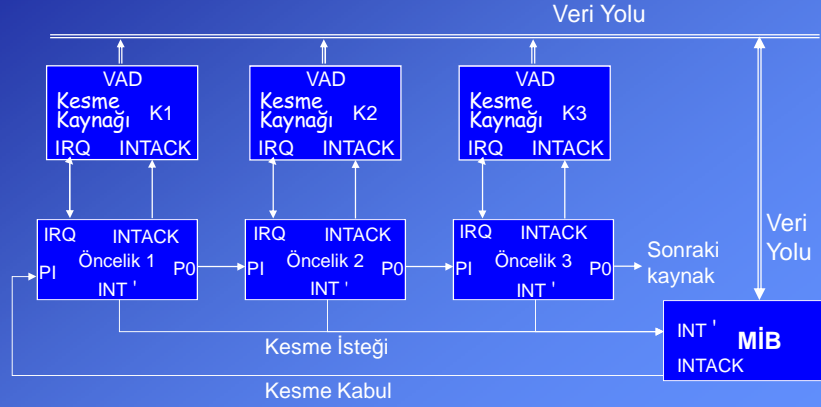 Veri Yolu
VAD
Kesme
Kaynağı K1
IRQ INTACK
VAD
Kesme
Kaynağı K2
IRQ INTACK
VAD
Kesme
Kaynağı K3
IRQ INTACK
IRQ INTACK
Öncelik 1
PI P0
INT '
IRQ INTACK
Öncelik 2
PI P0
INT '
IRQ INTACK
Öncelik 3
PI P0
INT '
Sonraki
kaynak
Veri
Yolu
Kesme İsteği
INT ' MİB
INTACK
Kesme Kabul